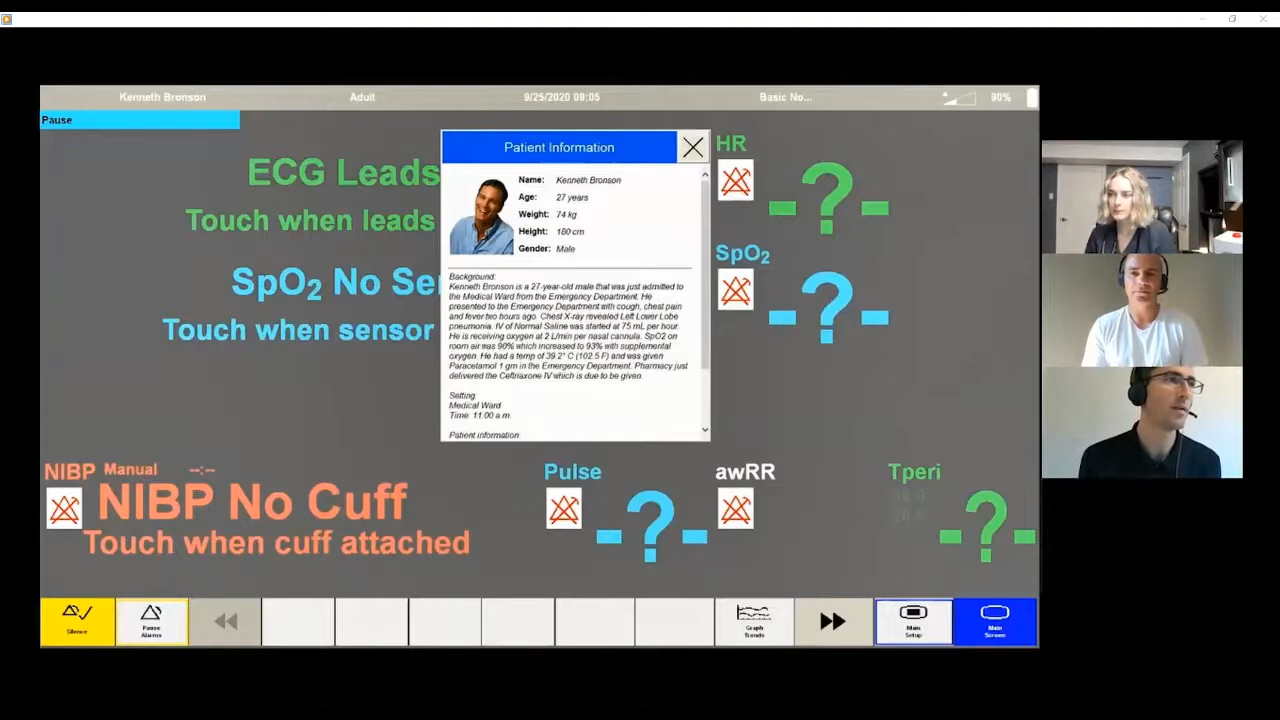 Kenneth Bronson Adult 9/25/2020 09:05 Basic No... 90%
Pause
Patient Information
ECG Leads
Touch when leads
SpO2 No Se
Touch when sensor
Name: Kenneth Bronson
Age: 27 years
Weight: 74 kg
Height: 180 cm
Gender: Male
Background:
Kenneth Bronson is a 27-year-old male that was just admitted to
the Medical Ward from the Emergency Department. He
presented to the Emergency Department with cough, chest pain
and fever two hours ago. Chest X-ray revealed Left Lower Lobe
pneumonia. IV of Normal Saline was started at 75 mL per hour.
He is receiving oxygen at 2 L/min per nasal cannula. SpO2 on
room air was 90% which increased to 93% with supplemental
oxygen. He had a temp of 39.2° C (102.5 F) and was given
Paracetamol 1 gm in the Emergency Department. Pharmacy just
delivered the Ceftriaxone IV which is due to be given.
Setting:
Medical Ward
Time: 11.00 a.m.
Patient information:
HR
-?-
SpO2
-?-
NIBP Manual --:--
NIBP No Cuff
Touch when cuff attached
Pulse
-?-
awRR
Tperi
-?-
Silence
Pause
Alarms
Graph
Trends
Main
Setup
Main
Screen